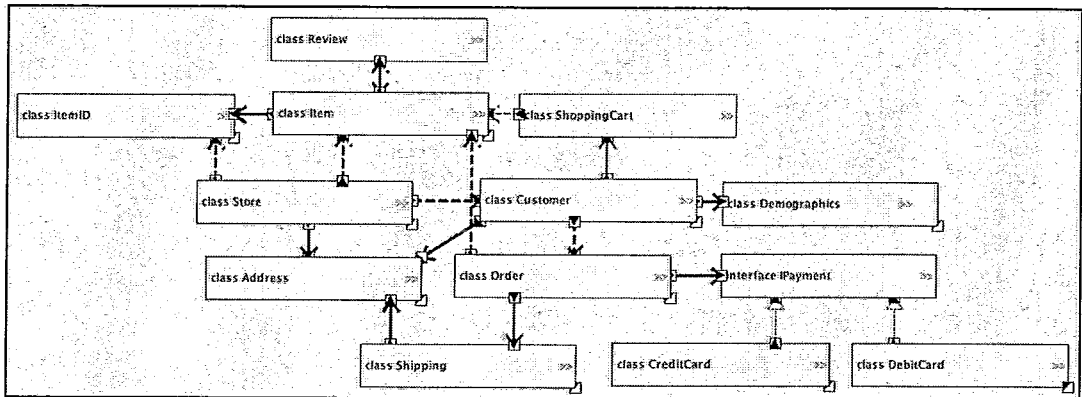 class Review >>
class ItemID >>
class Item >>
class ShoppingCart >>
class Store >>
class Customer >>
class Demographics >>
class Address >>
class Order >>
Interface IPayment >>
class Shipping >>
class CreditCard >>
class DebitCard >>